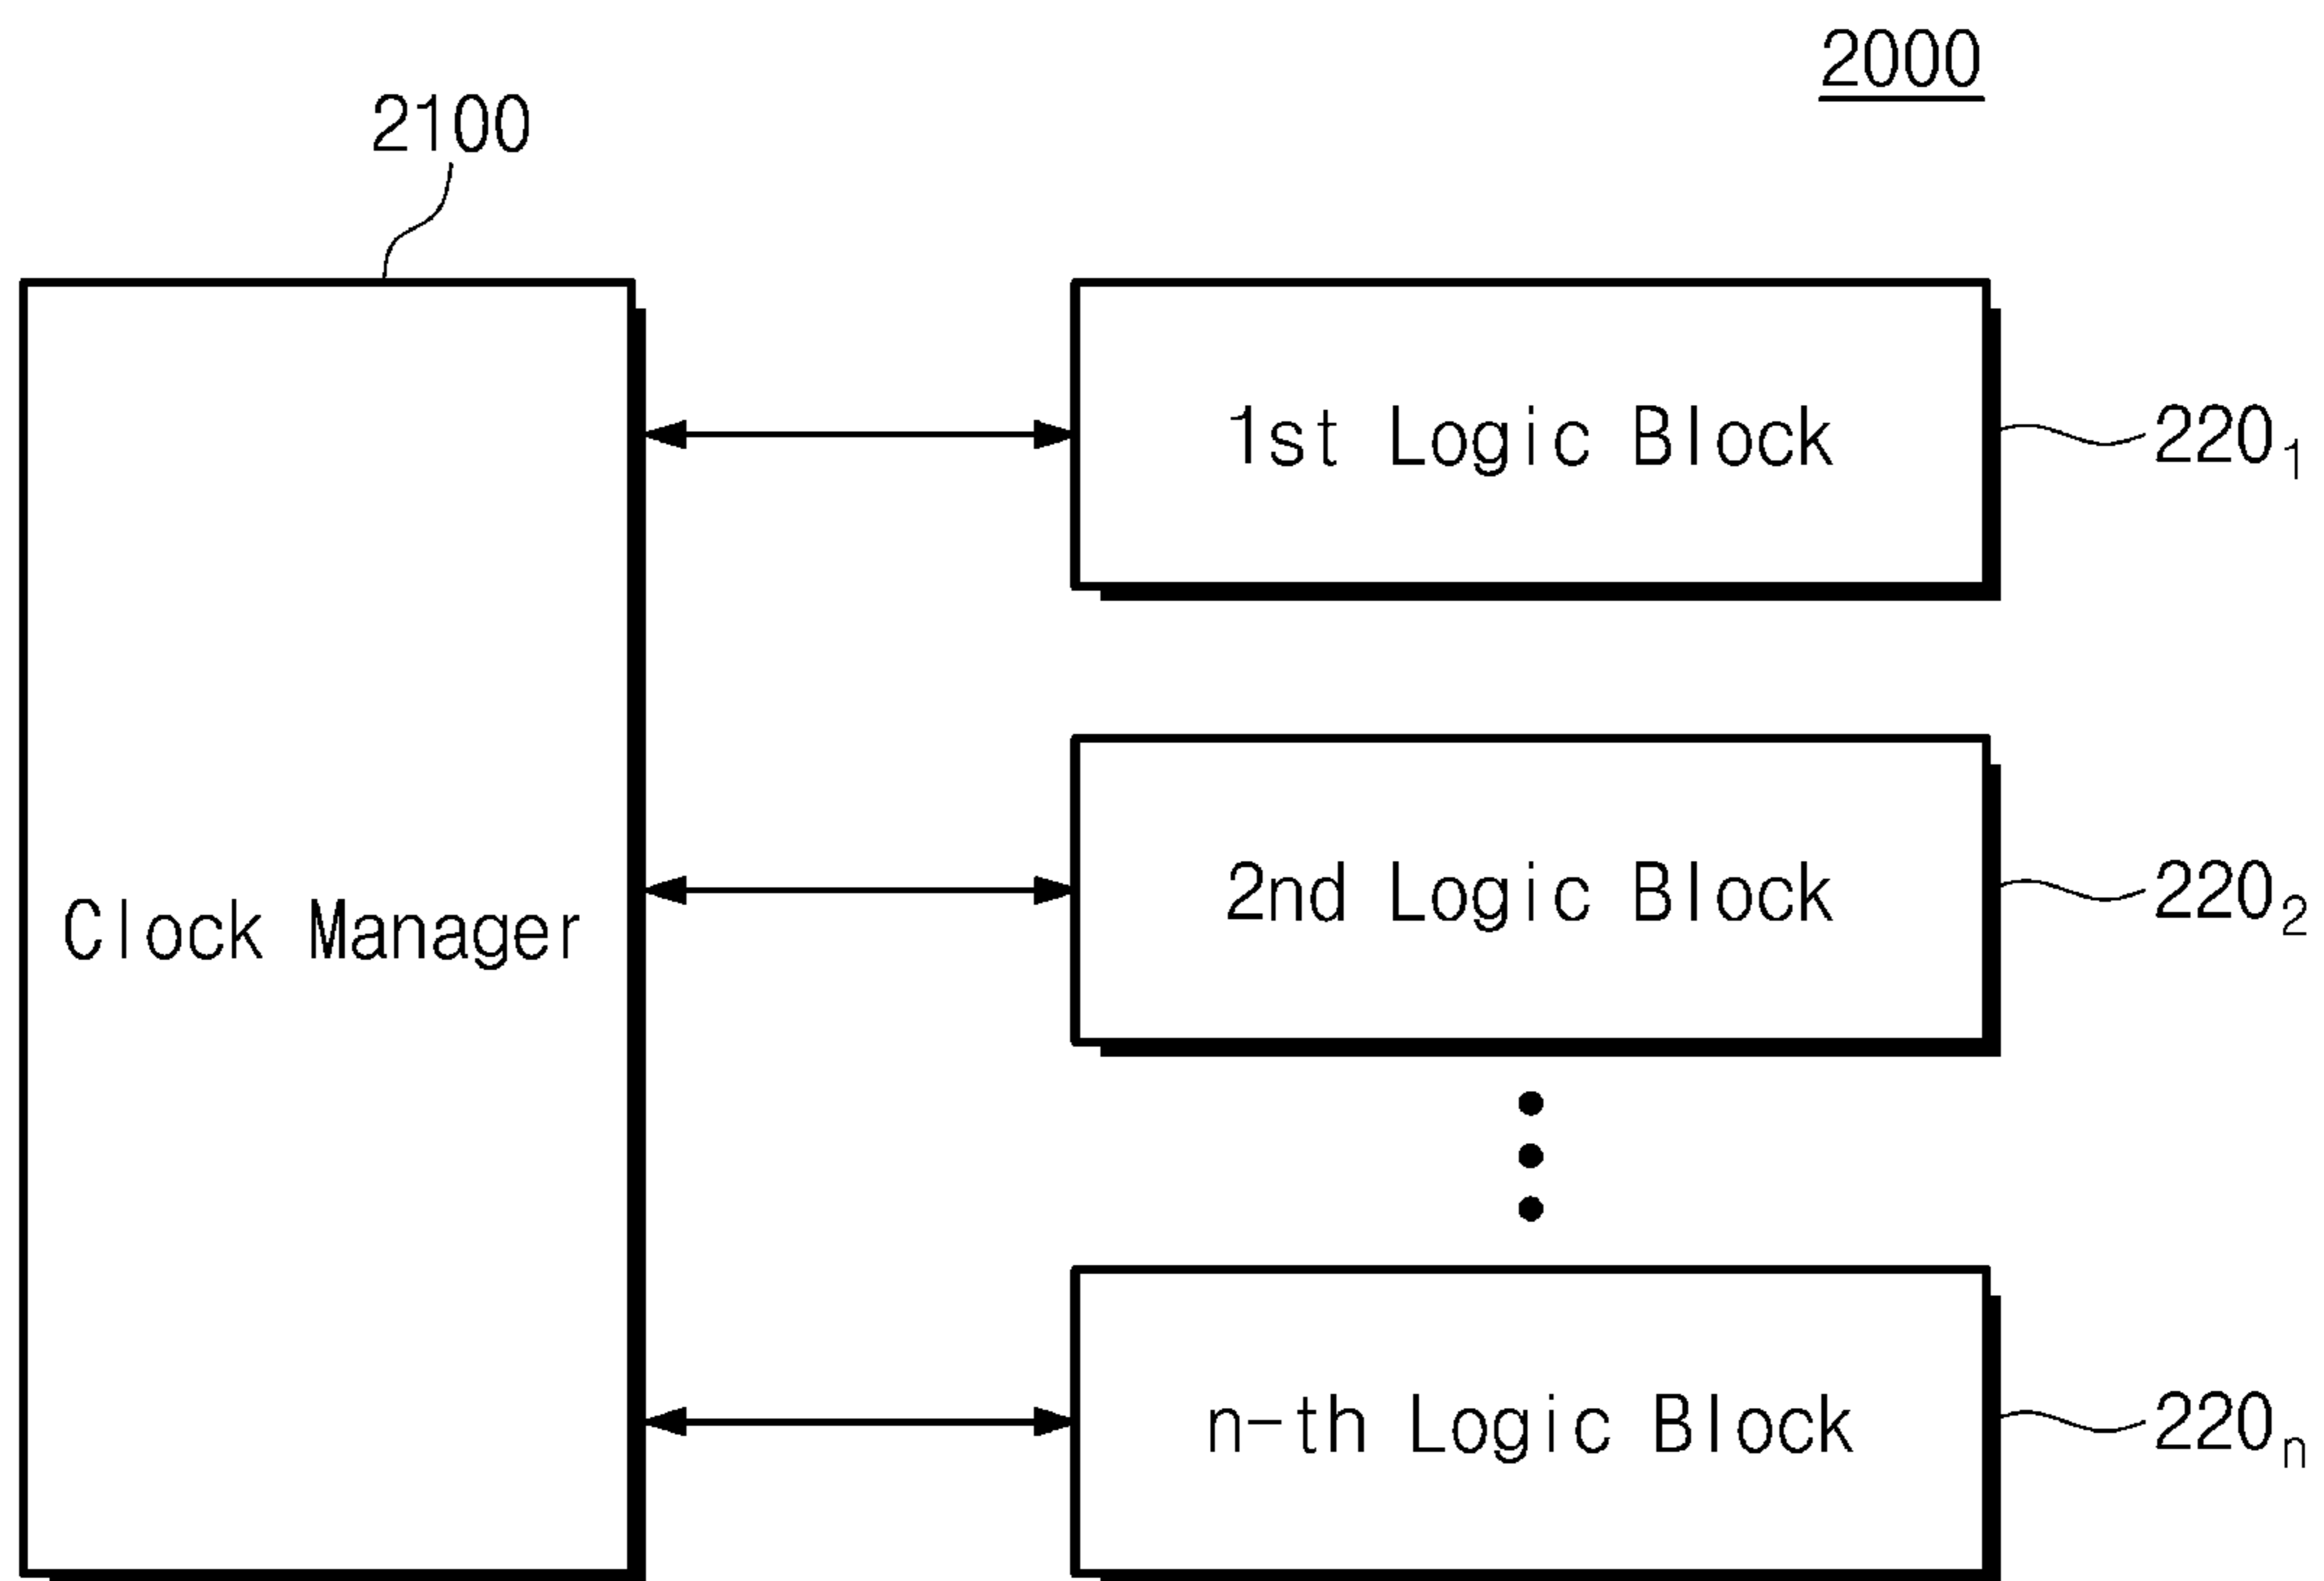 2000
2100
1st Logic Block
220₁
2nd Logic Block
220₂
Clock Manager
n-th Logic Block
220ₙ